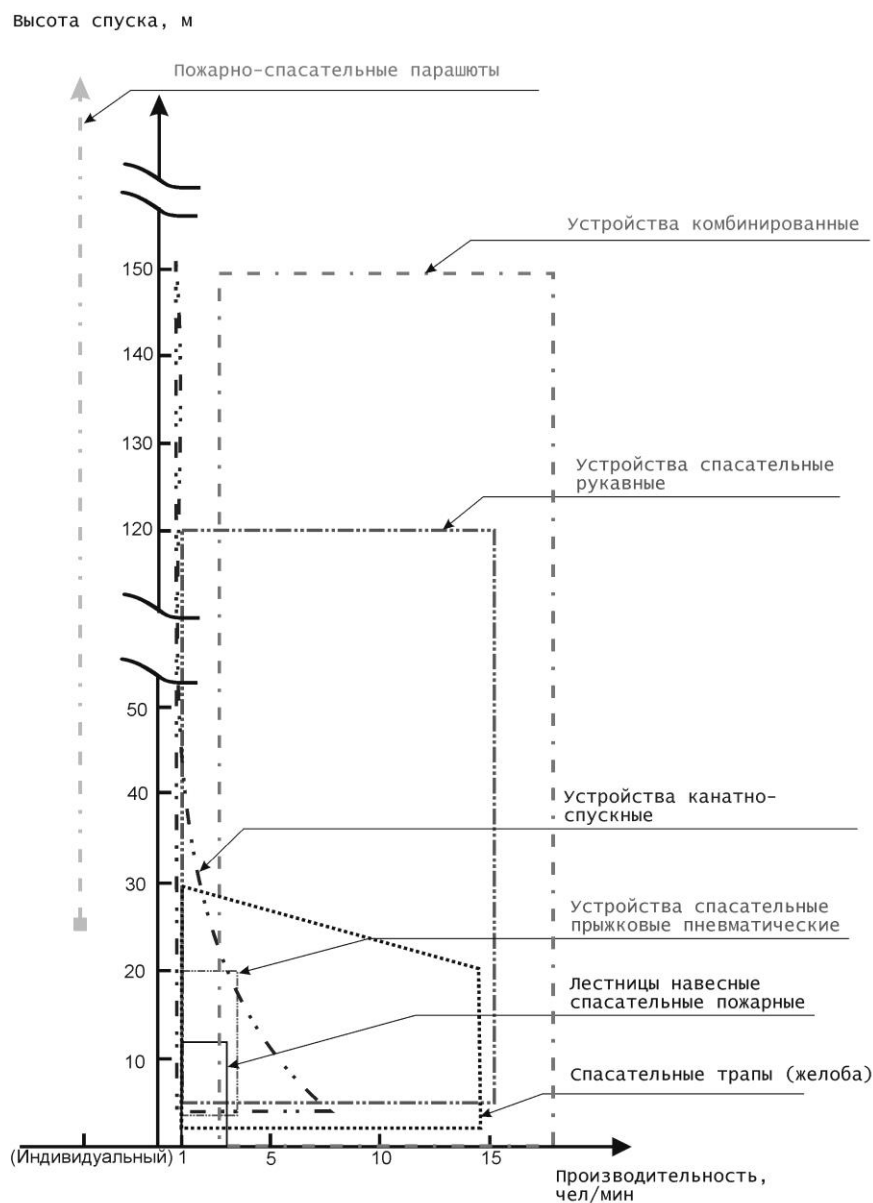 Высота спуска, м
Пожарно-спасательные парашюты
Устройства комбинированные
150
140
130
Устройства спасательные
рукавные
120
50
40
Устройства канатно-
спускные
30
Устройства спасательные
прыжковые пневматические
20
Лестницы навесные
спасательные пожарные
10
Спасательные трапы (желоба)
(Индивидуальный) 1 5 10 15
Производительность,
чел/мин